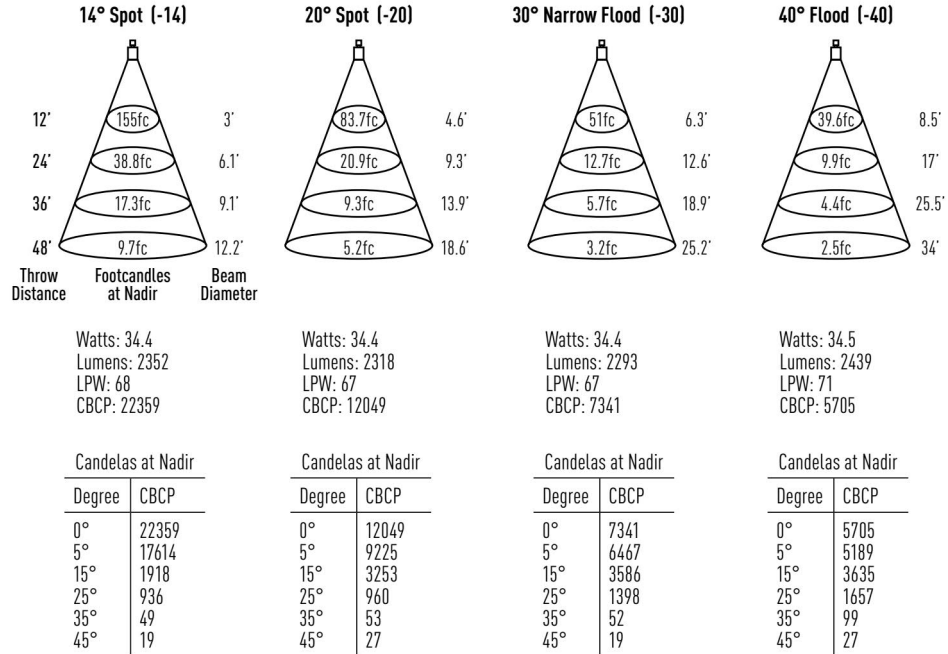 14° Spot (-14) 20° Spot (-20) 30° Narrow Flood (-30) 40° Flood (-40)
12' 155fc 3' 83.7fc 4.6' 51fc 6.3' 39.6fc 8.5'
24' 38.8fc 6.1' 20.9fc 9.3' 12.7fc 12.6' 9.9fc 17'
36' 17.3fc 9.1' 9.3fc 13.9' 5.7fc 18.9' 4.4fc 25.5'
48' 9.7fc 12.2' 5.2fc 18.6' 3.2fc 25.2' 2.5fc 34'
Throw Footcandles Beam
Distance at Nadir Diameter
Watts: 34.4 Watts: 34.4 Watts: 34.4 Watts: 34.5
Lumens: 2352 Lumens: 2318 Lumens: 2293 Lumens: 2439
LPW: 68 LPW: 67 LPW: 67 LPW: 71
CBCP: 22359 CBCP: 12049 CBCP: 7341 CBCP: 5705
Candelas at Nadir Candelas at Nadir Candelas at Nadir Candelas at Nadir
Degree CBCP Degree CBCP Degree CBCP Degree CBCP
0° 22359 0° 12049 0° 7341 0° 5705
5° 17614 5° 9225 5° 6467 5° 5189
15° 1918 15° 3253 15° 3586 15° 3635
25° 936 25° 960 25° 1398 25° 1657
35° 49 35° 53 35° 52 35° 99
45° 19 45° 27 45° 19 45° 27